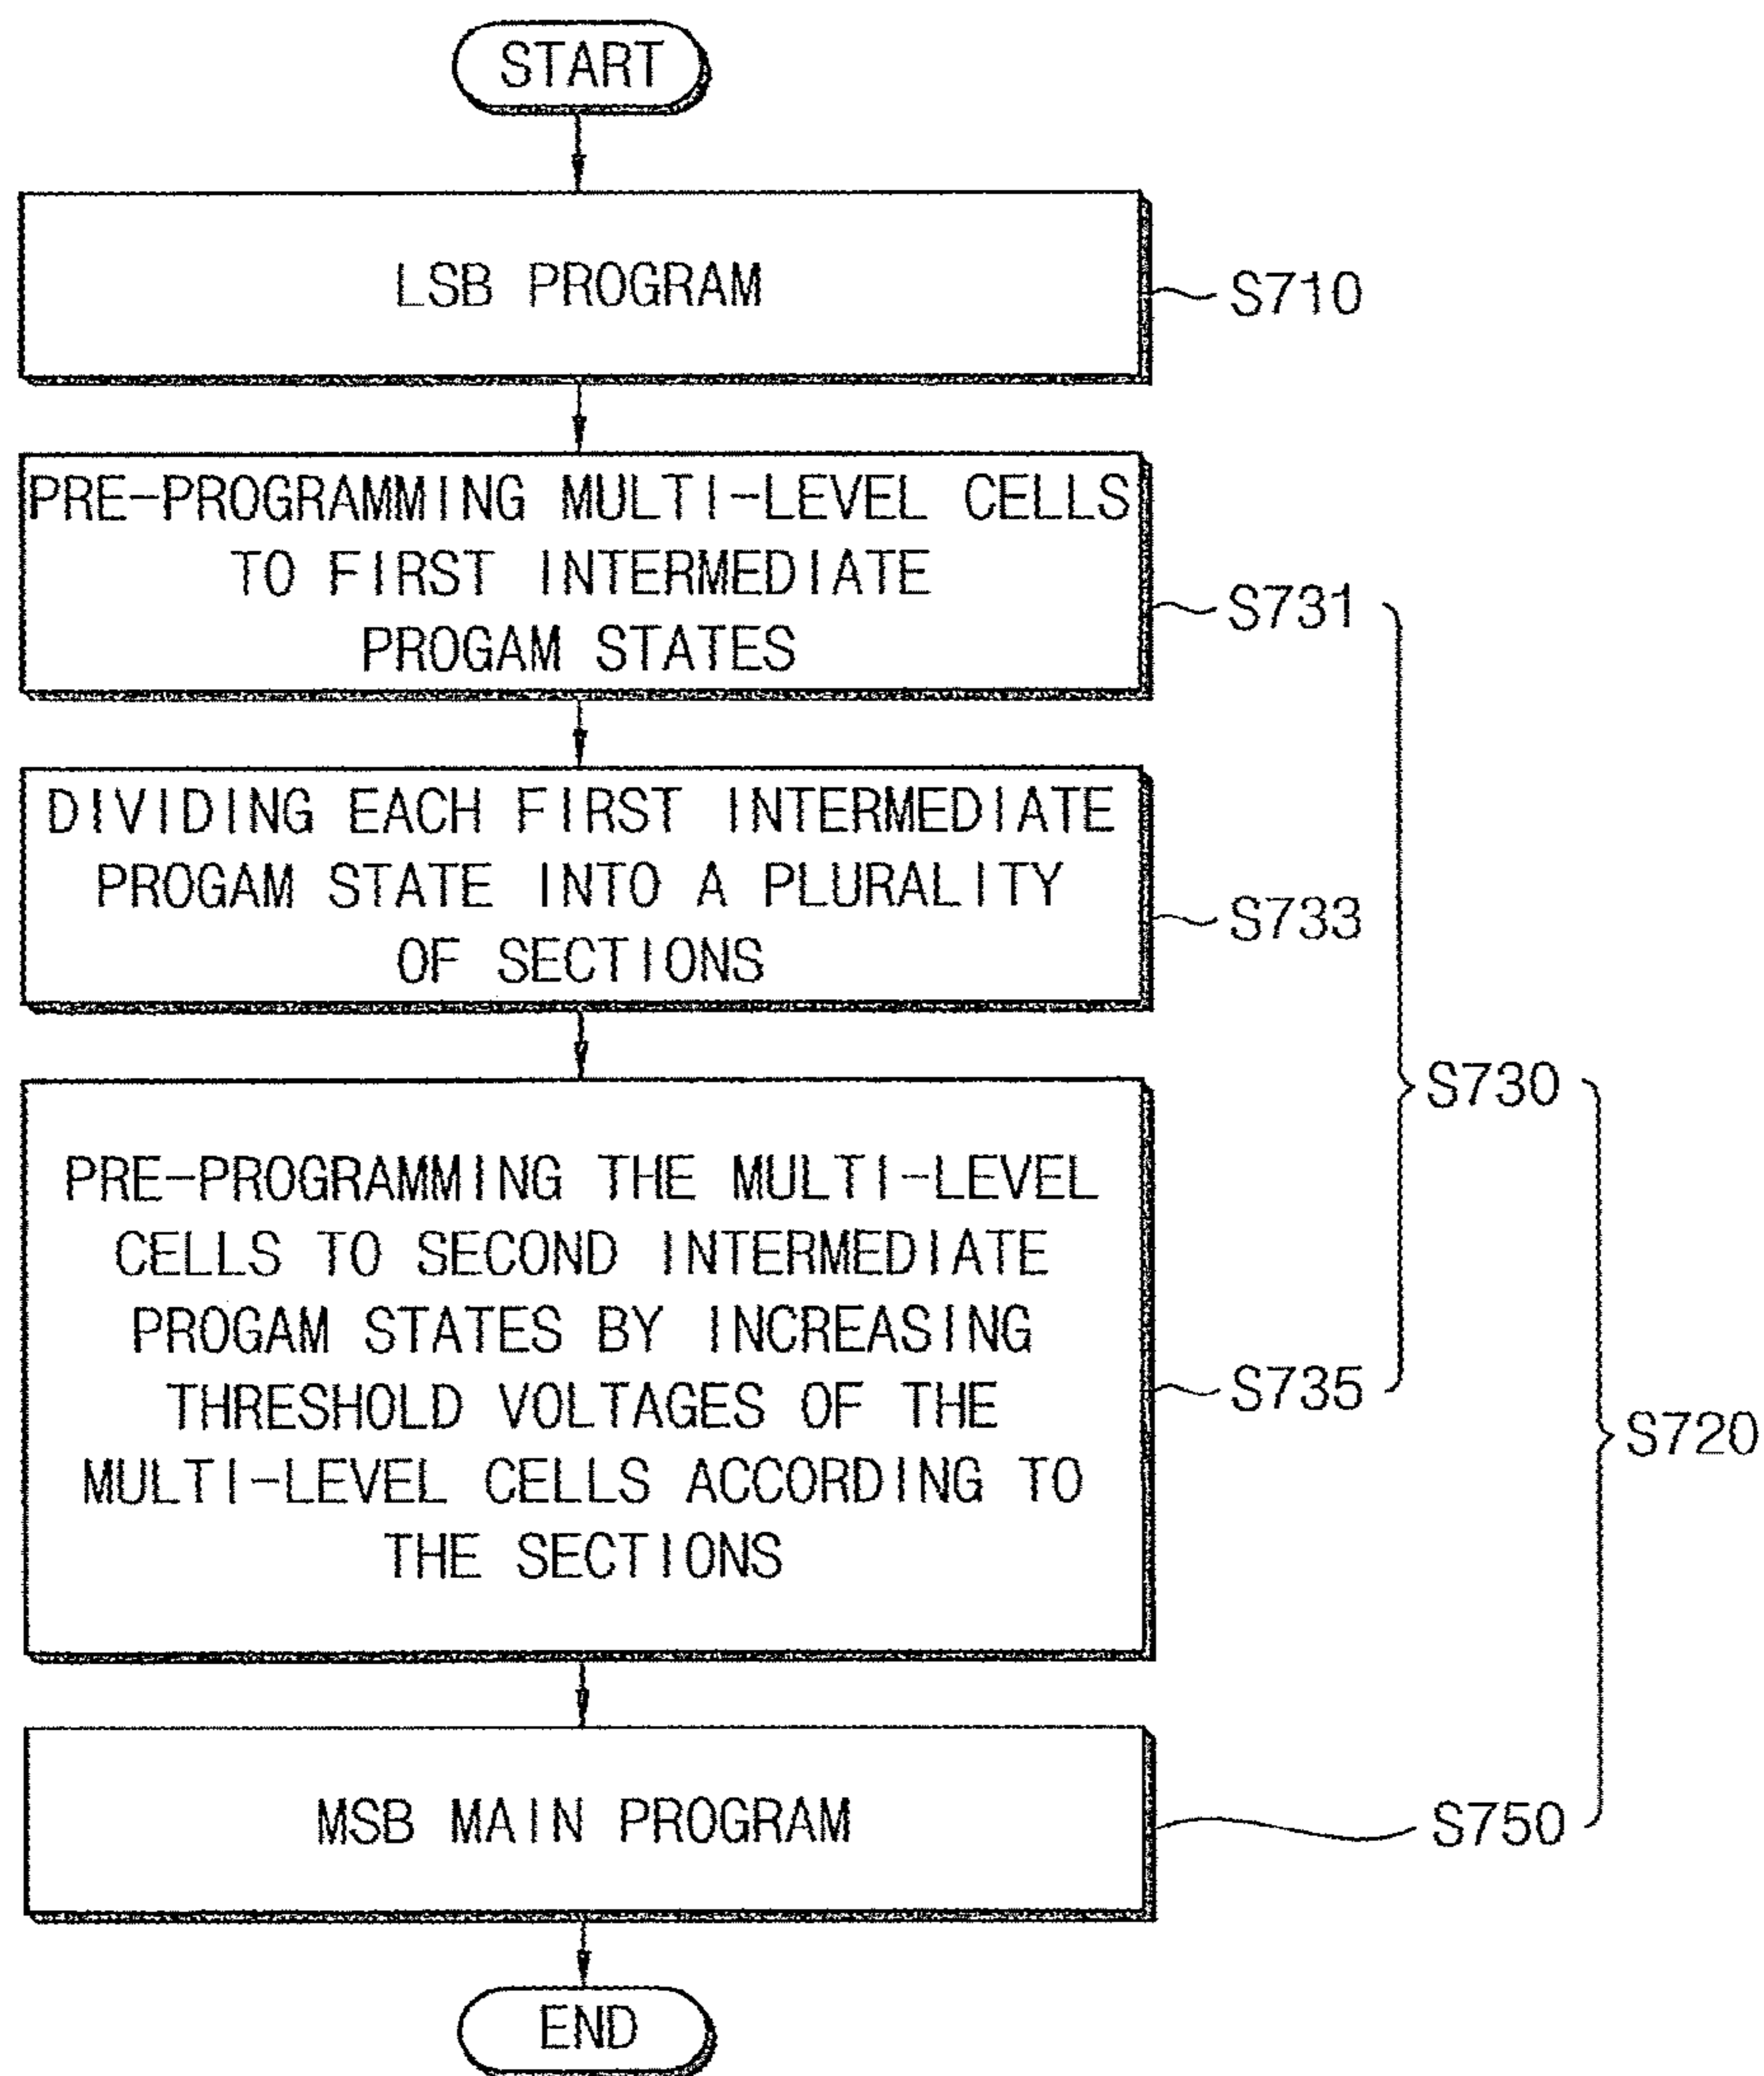 START
LSB PROGRAM
S710
PRE-PROGRAMMING MULTI-LEVEL CELLS
TO FIRST INTERMEDIATE
PROGAM STATES
S731
DIVIDING EACH FIRST INTERMEDIATE
PROGAM STATE INTO A PLURALITY
OF SECTIONS
S733
S730
PRE-PROGRAMMING THE MULTI-LEVEL
CELLS TO SECOND INTERMEDIATE
PROGAM STATES BY INCREASING
THRESHOLD VOLTAGES OF THE
MULTI-LEVEL CELLS ACCORDING TO
THE SECTIONS
S735
S720
MSB MAIN PROGRAM
S750
END